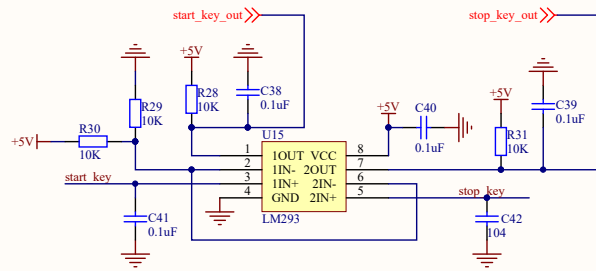 start_key_out
stop_key_out
+5V
+5V
+5V
R28
10K
C38
0.1uF
R29
10K
C39
0.1uF
C40
0.1uF
R30
10K
+5V
R31
10K
U15
1 1OUT VCC 8
2 1IN- 2OUT 7
3 1IN+ 2IN- 6
4 GND 2IN+ 5
LM293
start_key
stop_key
C41
0.1uF
C42
104